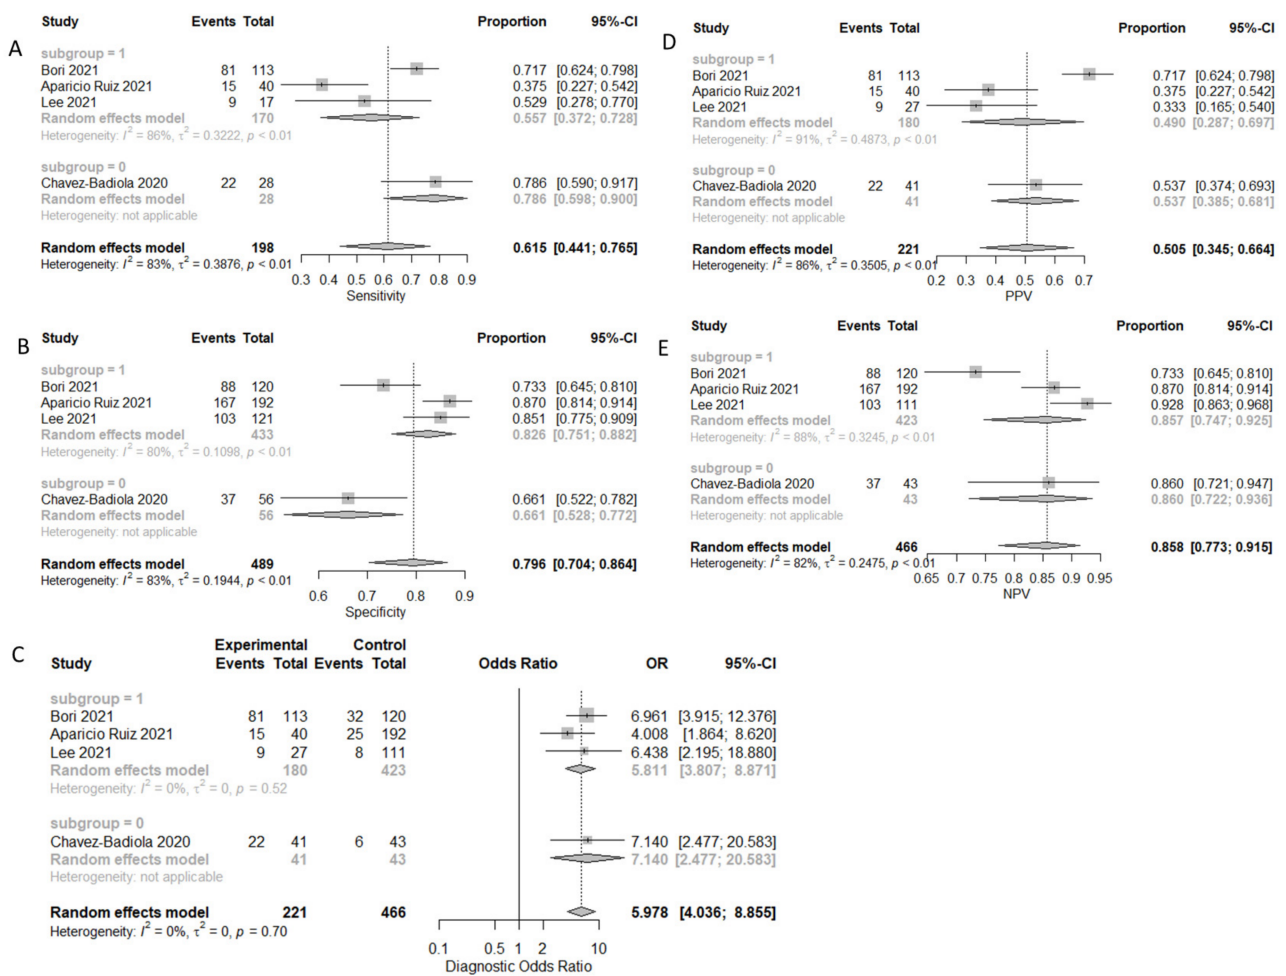 A
Study Events Total Proportion 95%-CI
subgroup = 1
Bori 2021 81 113 0.717 [0.624; 0.798]
Aparicio Ruiz 2021 15 40 0.375 [0.227; 0.542]
Lee 2021 9 17 0.529 [0.278; 0.770]
Random effects model 170 0.557 [0.372; 0.728]
Heterogeneity: I² = 86%, τ² = 0.3222, p < 0.01
subgroup = 0
Chavez-Badiola 2020 22 28 0.786 [0.590; 0.917]
Random effects model 28 0.786 [0.598; 0.900]
Heterogeneity: not applicable
Random effects model 198 0.615 [0.441; 0.765]
Heterogeneity: I² = 83%, τ² = 0.3876, p < 0.01
0.3 0.4 0.5 0.6 0.7 0.8 0.9
Sensitivity
B
Study Events Total Proportion 95%-CI
subgroup = 1
Bori 2021 88 120 0.733 [0.645; 0.810]
Aparicio Ruiz 2021 167 192 0.870 [0.814; 0.914]
Lee 2021 103 121 0.851 [0.775; 0.909]
Random effects model 433 0.826 [0.751; 0.882]
Heterogeneity: I² = 80%, τ² = 0.1098, p < 0.01
subgroup = 0
Chavez-Badiola 2020 37 56 0.661 [0.522; 0.782]
Random effects model 56 0.661 [0.528; 0.772]
Heterogeneity: not applicable
Random effects model 489 0.796 [0.704; 0.864]
Heterogeneity: I² = 83%, τ² = 0.1944, p < 0.01
0.6 0.7 0.8 0.9
Specificity
C
Experimental Control
Study Events Total Events Total Odds Ratio OR 95%-CI
subgroup = 1
Bori 2021 81 113 32 120 6.961 [3.915; 12.376]
Aparicio Ruiz 2021 15 40 25 192 4.008 [1.864; 8.620]
Lee 2021 9 27 8 111 6.438 [2.195; 18.880]
Random effects model 180 423 5.811 [3.807; 8.871]
Heterogeneity: I² = 0%, τ² = 0, p = 0.52
subgroup = 0
Chavez-Badiola 2020 22 41 6 43 7.140 [2.477; 20.583]
Random effects model 41 43 7.140 [2.477; 20.583]
Heterogeneity: not applicable
Random effects model 221 466 5.978 [4.036; 8.855]
Heterogeneity: I² = 0%, τ² = 0, p = 0.70
0.1 0.5 1 2 10
Diagnostic Odds Ratio
D
Study Events Total Proportion 95%-CI
subgroup = 1
Bori 2021 81 113 0.717 [0.624; 0.798]
Aparicio Ruiz 2021 15 40 0.375 [0.227; 0.542]
Lee 2021 9 27 0.333 [0.165; 0.540]
Random effects model 180 0.490 [0.287; 0.697]
Heterogeneity: I² = 91%, τ² = 0.4873, p < 0.01
subgroup = 0
Chavez-Badiola 2020 22 41 0.537 [0.374; 0.693]
Random effects model 41 0.537 [0.385; 0.681]
Heterogeneity: not applicable
Random effects model 221 0.505 [0.345; 0.664]
Heterogeneity: I² = 86%, τ² = 0.3505, p < 0.01
0.2 0.3 0.4 0.5 0.6 0.7
PPV
E
Study Events Total Proportion 95%-CI
subgroup = 1
Bori 2021 88 120 0.733 [0.645; 0.810]
Aparicio Ruiz 2021 167 192 0.870 [0.814; 0.914]
Lee 2021 103 111 0.928 [0.863; 0.968]
Random effects model 423 0.857 [0.747; 0.925]
Heterogeneity: I² = 88%, τ² = 0.3245, p < 0.01
subgroup = 0
Chavez-Badiola 2020 37 43 0.860 [0.721; 0.947]
Random effects model 43 0.860 [0.722; 0.936]
Heterogeneity: not applicable
Random effects model 466 0.858 [0.773; 0.915]
Heterogeneity: I² = 82%, τ² = 0.2475, p < 0.01
0.65 0.7 0.75 0.8 0.85 0.9 0.95
NPV